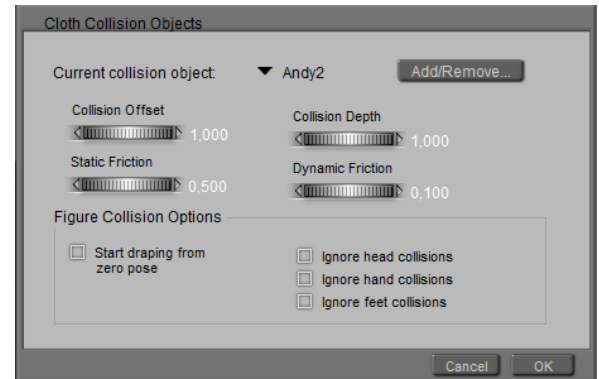 Cloth Collision Objects
Current collision object: Andy2 Add/Remove...
Collision Offset
1,000
Collision Depth
1,000
Static Friction
0,500
Dynamic Friction
0,100
Figure Collision Options
Start draping from
zero pose
Ignore head collisions
Ignore hand collisions
Ignore feet collisions
Cancel OK